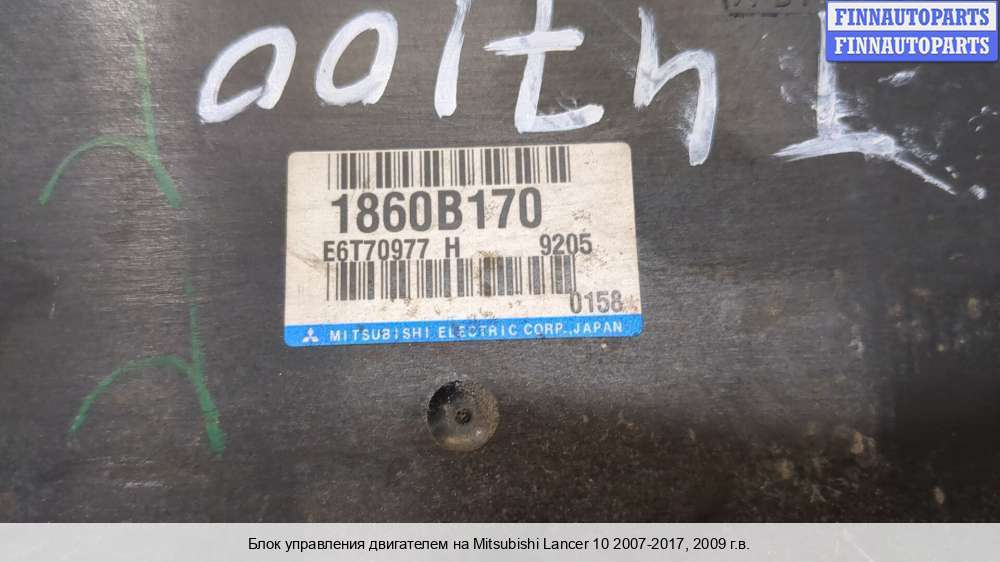 FINNAUTOPARTS
FINNAUTOPARTS
1860B170
E6T70977 H 9205
0158
MITSUBISHI ELECTRIC CORP.,JAPAN
Блок управления двигателем на Mitsubishi Lancer 10 2007-2017, 2009 г.в.